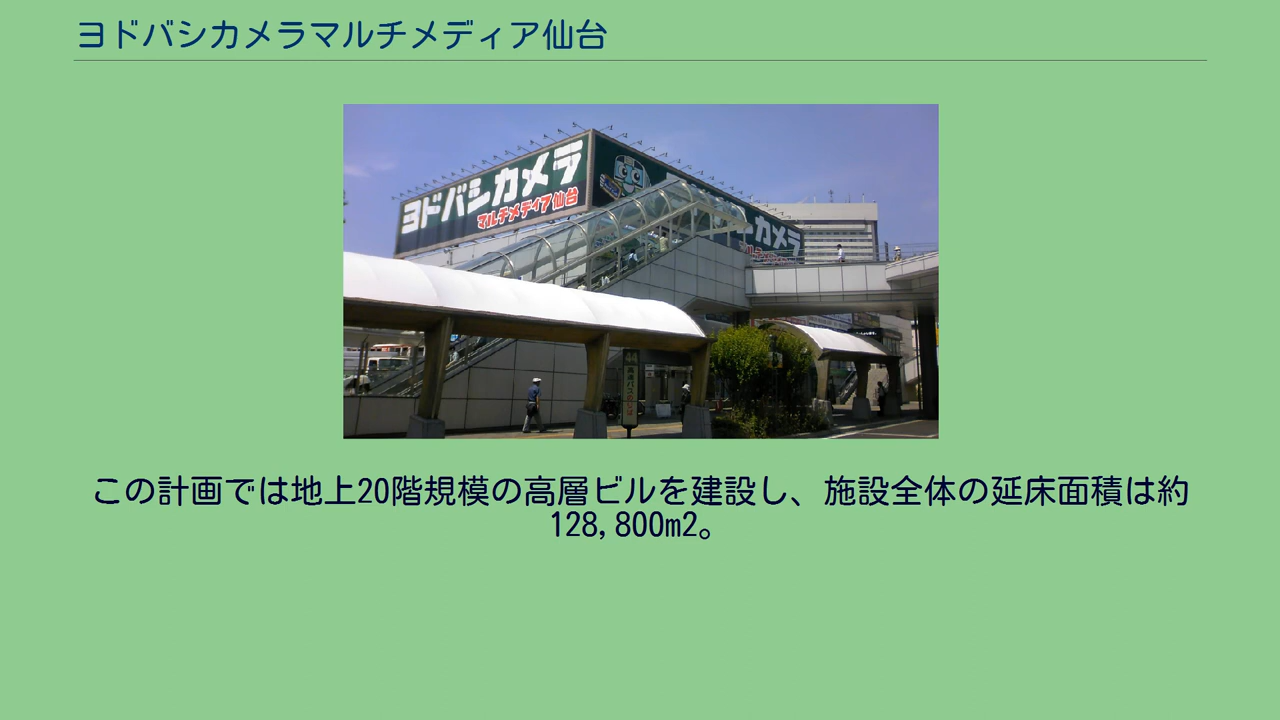 ヨドバシカメラマルチメディア仙台
ヨドバシカメラ
マルチメディア仙台
カメラ
44
この計画では地上20階規模の高層ビルを建設し、施設全体の延床面積は約
128,800m2。